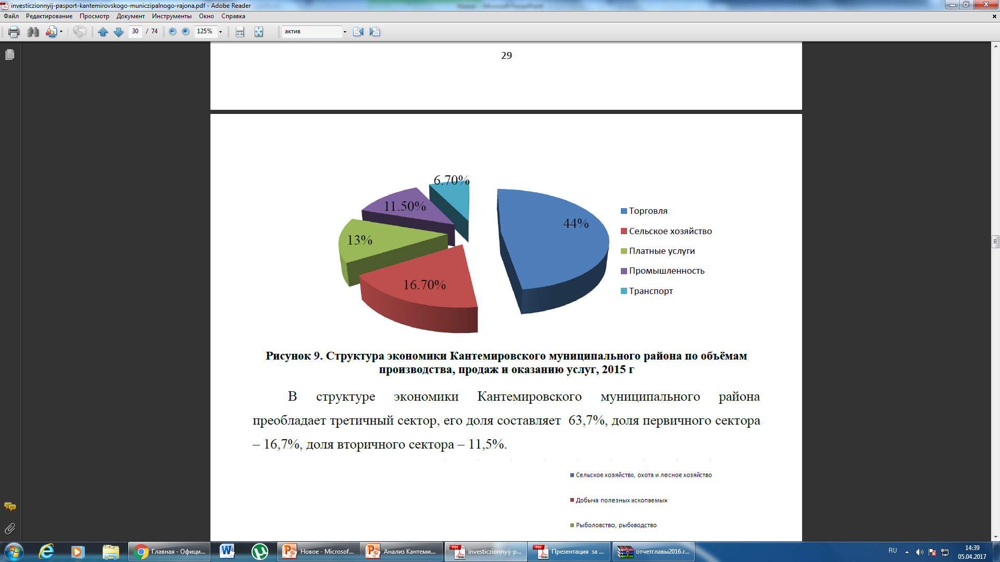 investiczionnyij-pasport-kantemirovskogo-municzipalnogo-rajona.pdf - Adobe Reader
Файл Редактирование Просмотр Документ Инструменты Окно Справка
30 / 74 125% актив
29
6.70%
11.50%
44%
13%
16.70%
Торговля
Сельское хозяйство
Платные услуги
Промышленность
Транспорт
Рисунок 9. Структура экономики Кантемировского муниципального района по объёмам
производства, продаж и оказанию услуг, 2015 г
В структуре экономики Кантемировского муниципального района
преобладает третичный сектор, его доля составляет 63,7%, доля первичного сектора
– 16,7%, доля вторичного сектора – 11,5%.
Сельское хозяйство, охота и лесное хозяйство
Добыча полезных ископаемых
Рыболовство, рыбоводство
Главная - Офици...
Новое - Microsof...
Анализ Кантеми...
investiczionnyij-p...
Презентация за ...
отчетглавы2016.r...
RU
14:39
05.04.2017